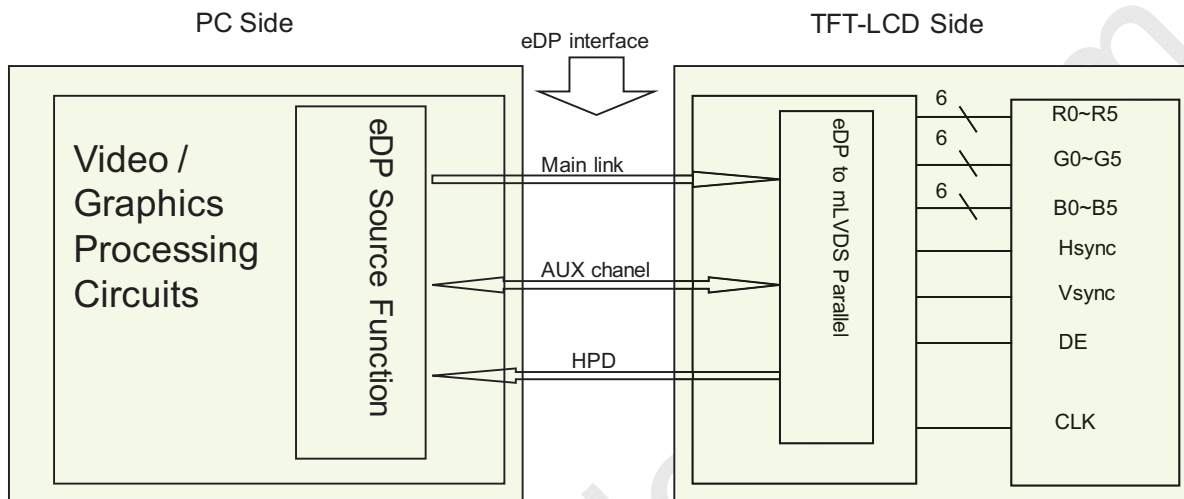 PC Side
eDP interface
TFT-LCD Side
Video /
Graphics
Processing
Circuits
eDP Source Function
Main link
AUX chanel
HPD
eDP to mLVDS Parallel
6
R0~R5
6
G0~G5
6
B0~B5
Hsync
Vsync
DE
CLK